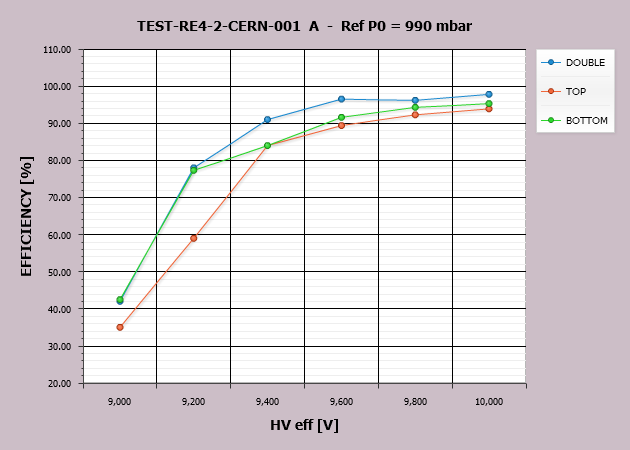 TEST-RE4-2-CERN-001 A - Ref P0 = 990 mbar
110.00
100.00
90.00
80.00
70.00
60.00
50.00
40.00
30.00
20.00
EFFICIENCY [%]
9,000 9,200 9,400 9,600 9,800 10,000
HV eff [V]
DOUBLE
TOP
BOTTOM